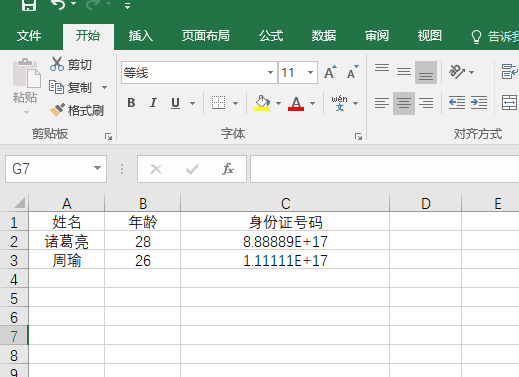 文件 开始 插入 页面布局 公式 数据 审阅 视图 告诉我
剪切
复制
格式刷
粘贴
等线 11 A A
B I U A wén
剪贴板 字体 对齐方式
G7 fx
A B C D E
1 姓名 年龄 身份证号码
2 诸葛亮 28 8.88889E+17
3 周瑜 26 1.11111E+17
4
5
6
7
8
9